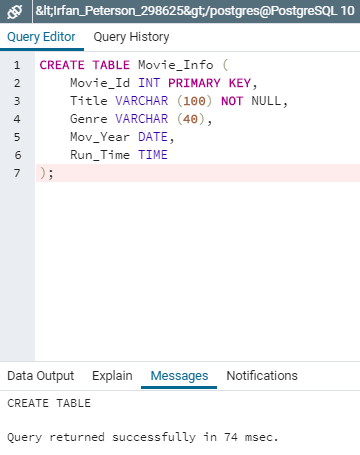 &lt;Irfan_Peterson_298625&gt;/postgres@PostgreSQL 10
Query Editor Query History
1 CREATE TABLE Movie_Info (
2 Movie_Id INT PRIMARY KEY,
3 Title VARCHAR (100) NOT NULL,
4 Genre VARCHAR (40),
5 Mov_Year DATE,
6 Run_Time TIME
7 );
Data Output Explain Messages Notifications
CREATE TABLE
Query returned successfully in 74 msec.